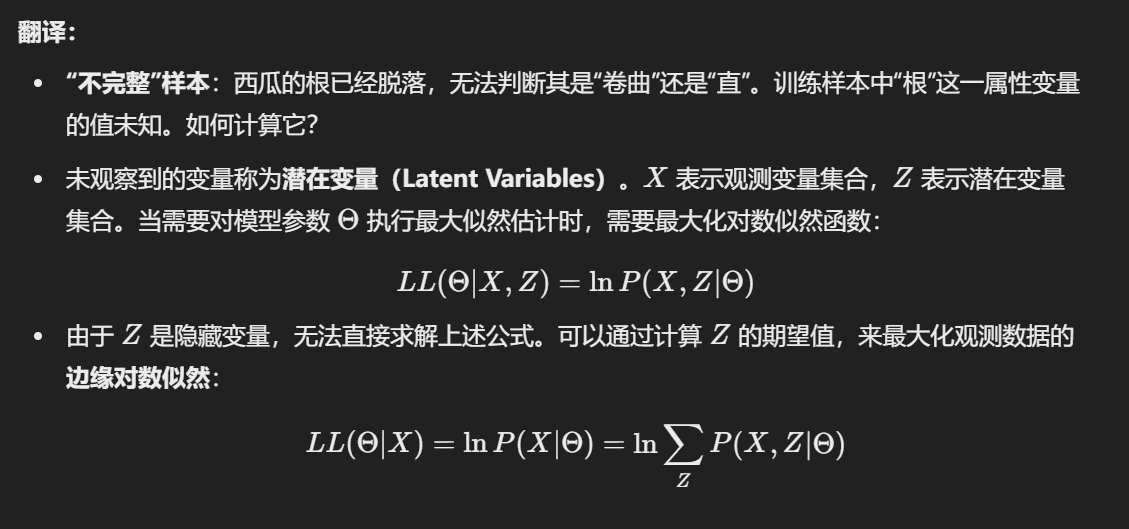 翻译：
• “不完整”样本：西瓜的根已经脱落，无法判断其是“卷曲”还是“直”。训练样本中“根”这一属性变量
的值未知。如何计算它？
• 未观察到的变量称为潜在变量（Latent Variables）。X 表示观测变量集合，Z 表示潜在变量
集合。当需要对模型参数 Θ 执行最大似然估计时，需要最大化对数似然函数：
LL(Θ|X, Z) = ln P(X, Z|Θ)
• 由于 Z 是隐藏变量，无法直接求解上述公式。可以通过计算 Z 的期望值，来最大化观测数据的
边缘对数似然：
LL(Θ|X) = ln P(X|Θ) = ln ∑_Z P(X, Z|Θ)